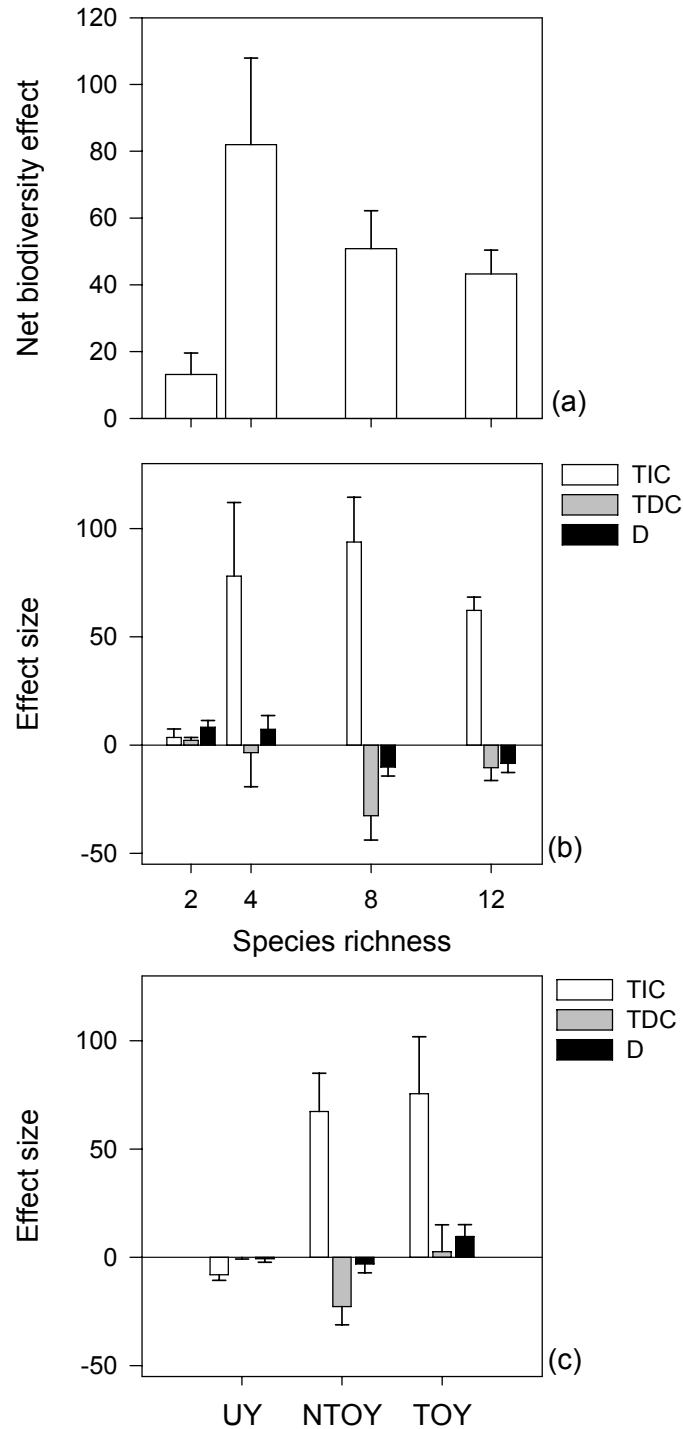 120
100
80
60
40
20
0
Net biodiversity effect
(a)
100
50
0
-50
Effect size
TIC
TDC
D
(b)
2 4 8 12
Species richness
100
50
0
-50
Effect size
TIC
TDC
D
(c)
UY NTOY TOY